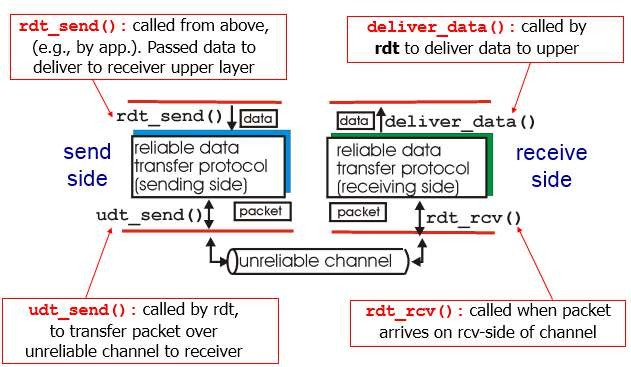 rdt_send(): called from above,
(e.g., by app.). Passed data to
deliver to receiver upper layer
deliver_data(): called by
rdt to deliver data to upper
rdt_send()
data
data
deliver_data()
send
side
reliable data
transfer protocol
(sending side)
reliable data
transfer protocol
(receiving side)
receive
side
udt_send()
packet
packet
rdt_rcv()
unreliable channel
udt_send(): called by rdt,
to transfer packet over
unreliable channel to receiver
rdt_rcv(): called when packet
arrives on rcv-side of channel